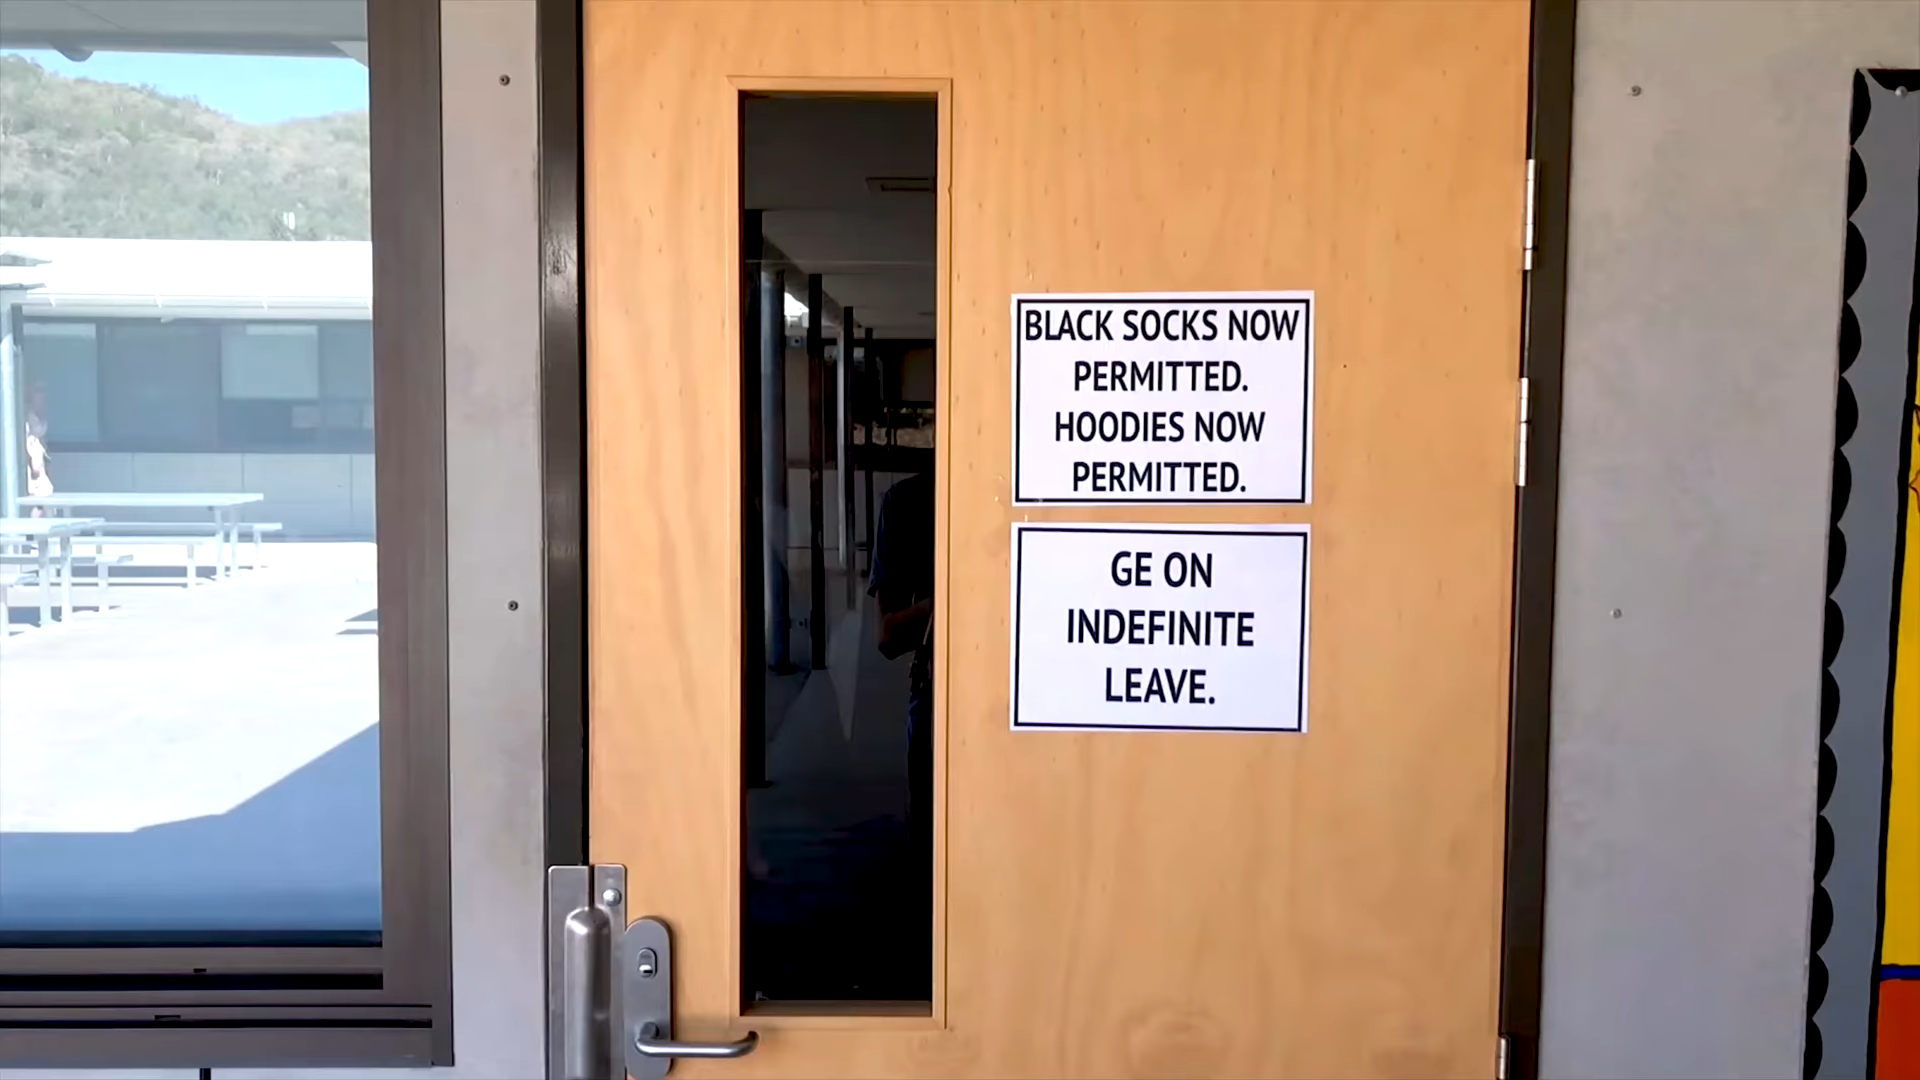 BLACK SOCKS NOW
PERMITTED.
HOODIES NOW
PERMITTED.
GE ON
INDEFINITE
LEAVE.